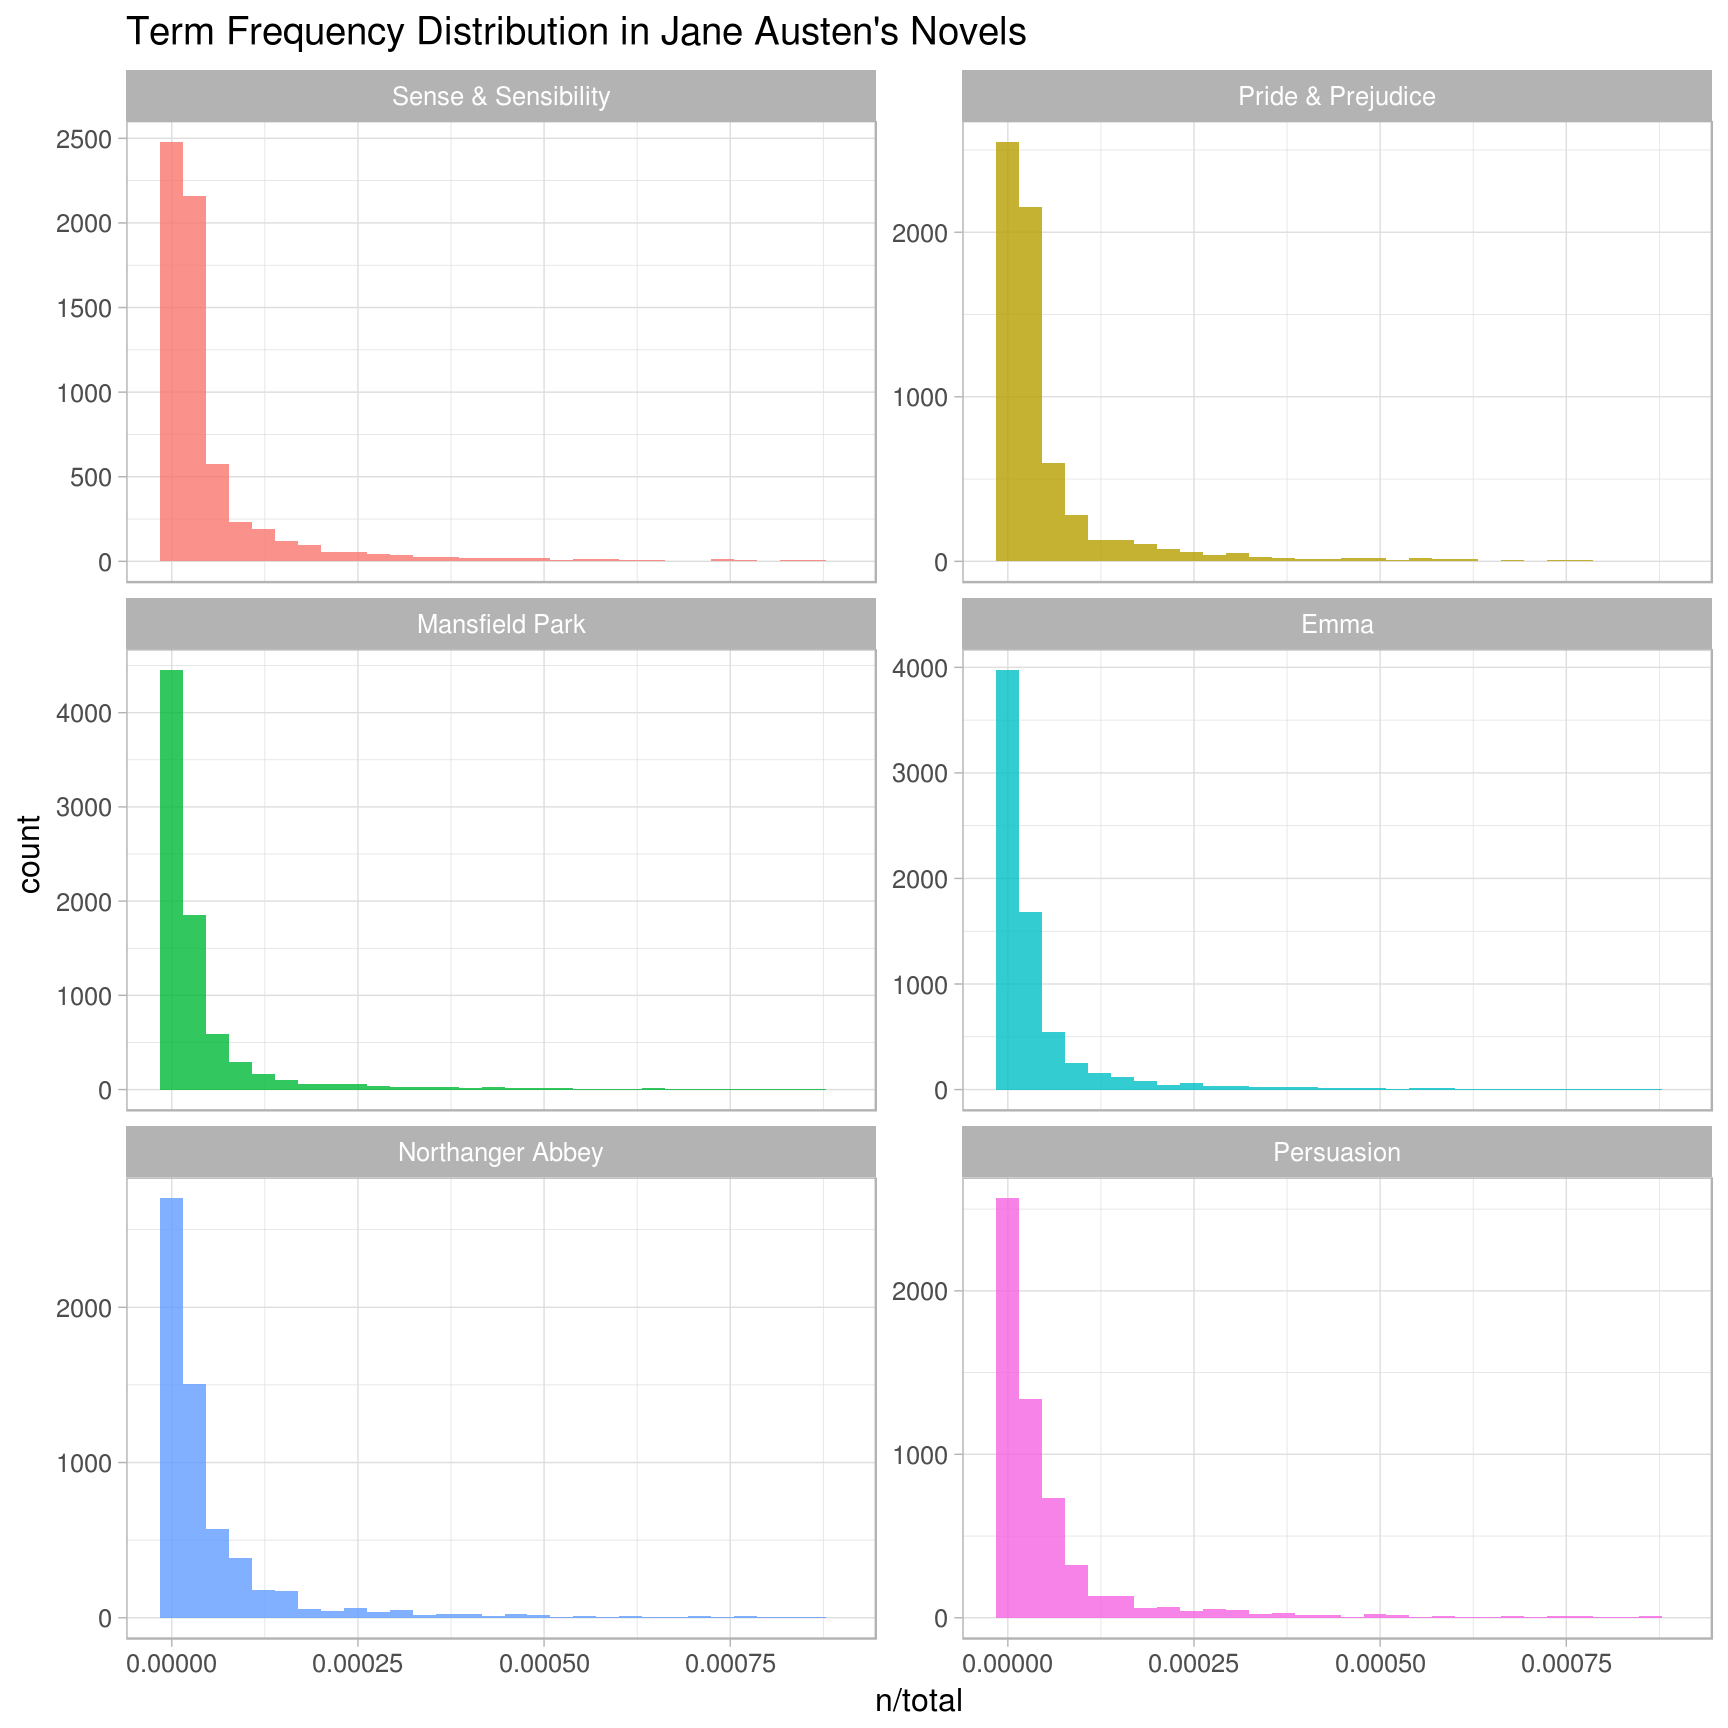 Term Frequency Distribution in Jane Austen's Novels
Sense & Sensibility
2500
2000
1500
1000
500
0
Pride & Prejudice
2000
1000
0
Mansfield Park
4000
3000
2000
1000
0
Emma
4000
3000
2000
1000
0
Northanger Abbey
2000
1000
0
0.00000 0.00025 0.00050 0.00075
Persuasion
2000
1000
0
0.00000 0.00025 0.00050 0.00075
count
n/total